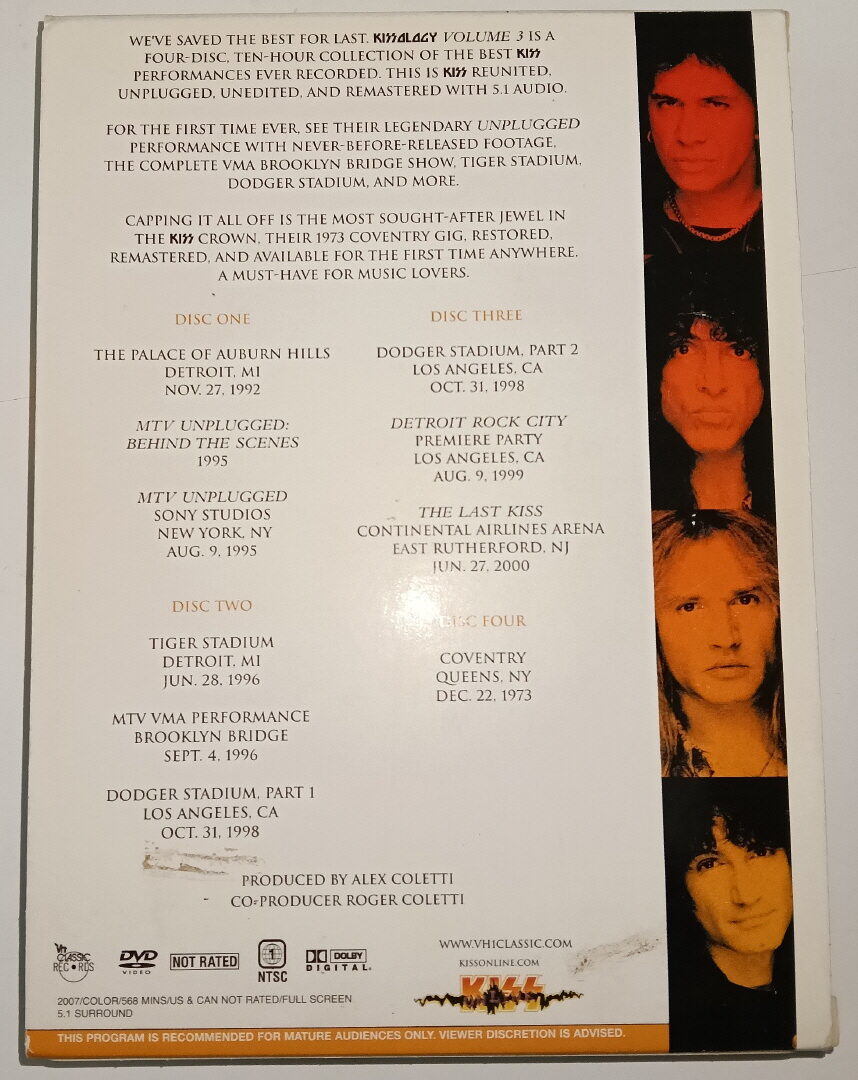 WE'VE SAVED THE BEST FOR LAST. KISSOLOGY VOLUME 3 IS A
FOUR-DISC, TEN-HOUR COLLECTION OF THE BEST KISS
PERFORMANCES EVER RECORDED. THIS IS KISS REUNITED,
UNPLUGGED, UNEDITED, AND REMASTERED WITH 5.1 AUDIO.
FOR THE FIRST TIME EVER, SEE THEIR LEGENDARY UNPLUGGED
PERFORMANCE WITH NEVER-BEFORE-RELEASED FOOTAGE,
THE COMPLETE VMA BROOKLYN BRIDGE SHOW, TIGER STADIUM,
DODGER STADIUM, AND MORE.
CAPPING IT ALL OFF IS THE MOST SOUGHT-AFTER JEWEL IN
THE KISS CROWN, THEIR 1973 COVENTRY GIG, RESTORED,
REMASTERED, AND AVAILABLE FOR THE FIRST TIME ANYWHERE.
A MUST-HAVE FOR MUSIC LOVERS.
DISC ONE
THE PALACE OF AUBURN HILLS
DETROIT, MI
NOV. 27, 1992
MTV UNPLUGGED:
BEHIND THE SCENES
1995
MTV UNPLUGGED
SONY STUDIOS
NEW YORK, NY
AUG. 9, 1995
DISC TWO
TIGER STADIUM
DETROIT, MI
JUN. 28, 1996
MTV VMA PERFORMANCE
BROOKLYN BRIDGE
SEPT. 4, 1996
DODGER STADIUM, PART 1
LOS ANGELES, CA
OCT. 31, 1998
DISC THREE
DODGER STADIUM, PART 2
LOS ANGELES, CA
OCT. 31, 1998
DETROIT ROCK CITY
PREMIERE PARTY
LOS ANGELES, CA
AUG. 9, 1999
THE LAST KISS
CONTINENTAL AIRLINES ARENA
EAST RUTHERFORD, NJ
JUN. 27, 2000
DISC FOUR
COVENTRY
QUEENS, NY
DEC. 22, 1973
PRODUCED BY ALEX COLETTI
CO-PRODUCER ROGER COLETTI
VH1 CLASSIC RECORDS
DVD VIDEO
NOT RATED
1 NTSC
DOLBY DIGITAL
WWW.VH1CLASSIC.COM
KISSONLINE.COM
KISS
2007/COLOR/568 MINS/US & CAN NOT RATED/FULL SCREEN
5.1 SURROUND
THIS PROGRAM IS RECOMMENDED FOR MATURE AUDIENCES ONLY. VIEWER DISCRETION IS ADVISED.